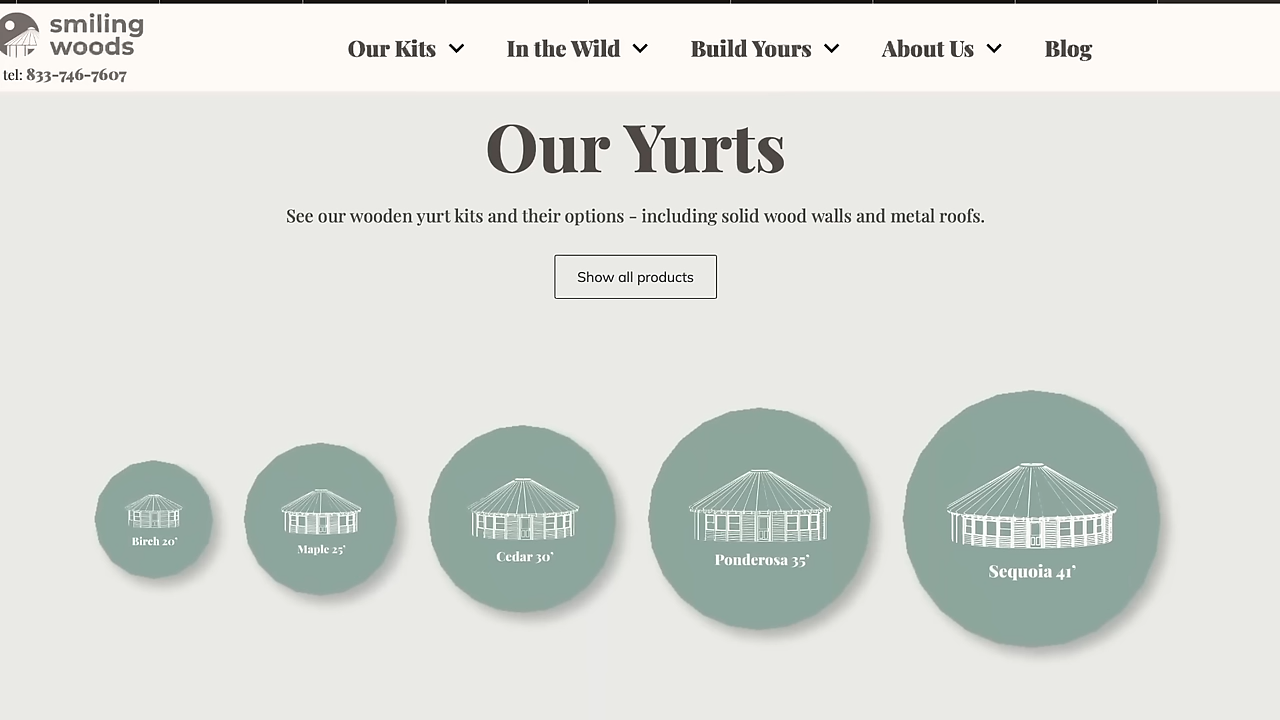 smiling
woods
tel: 833-746-7607
Our Kits In the Wild Build Yours About Us Blog
Our Yurts
See our wooden yurt kits and their options - including solid wood walls and metal roofs.
Show all products
Birch 20'
Maple 25'
Cedar 30'
Ponderosa 35'
Sequoia 41'